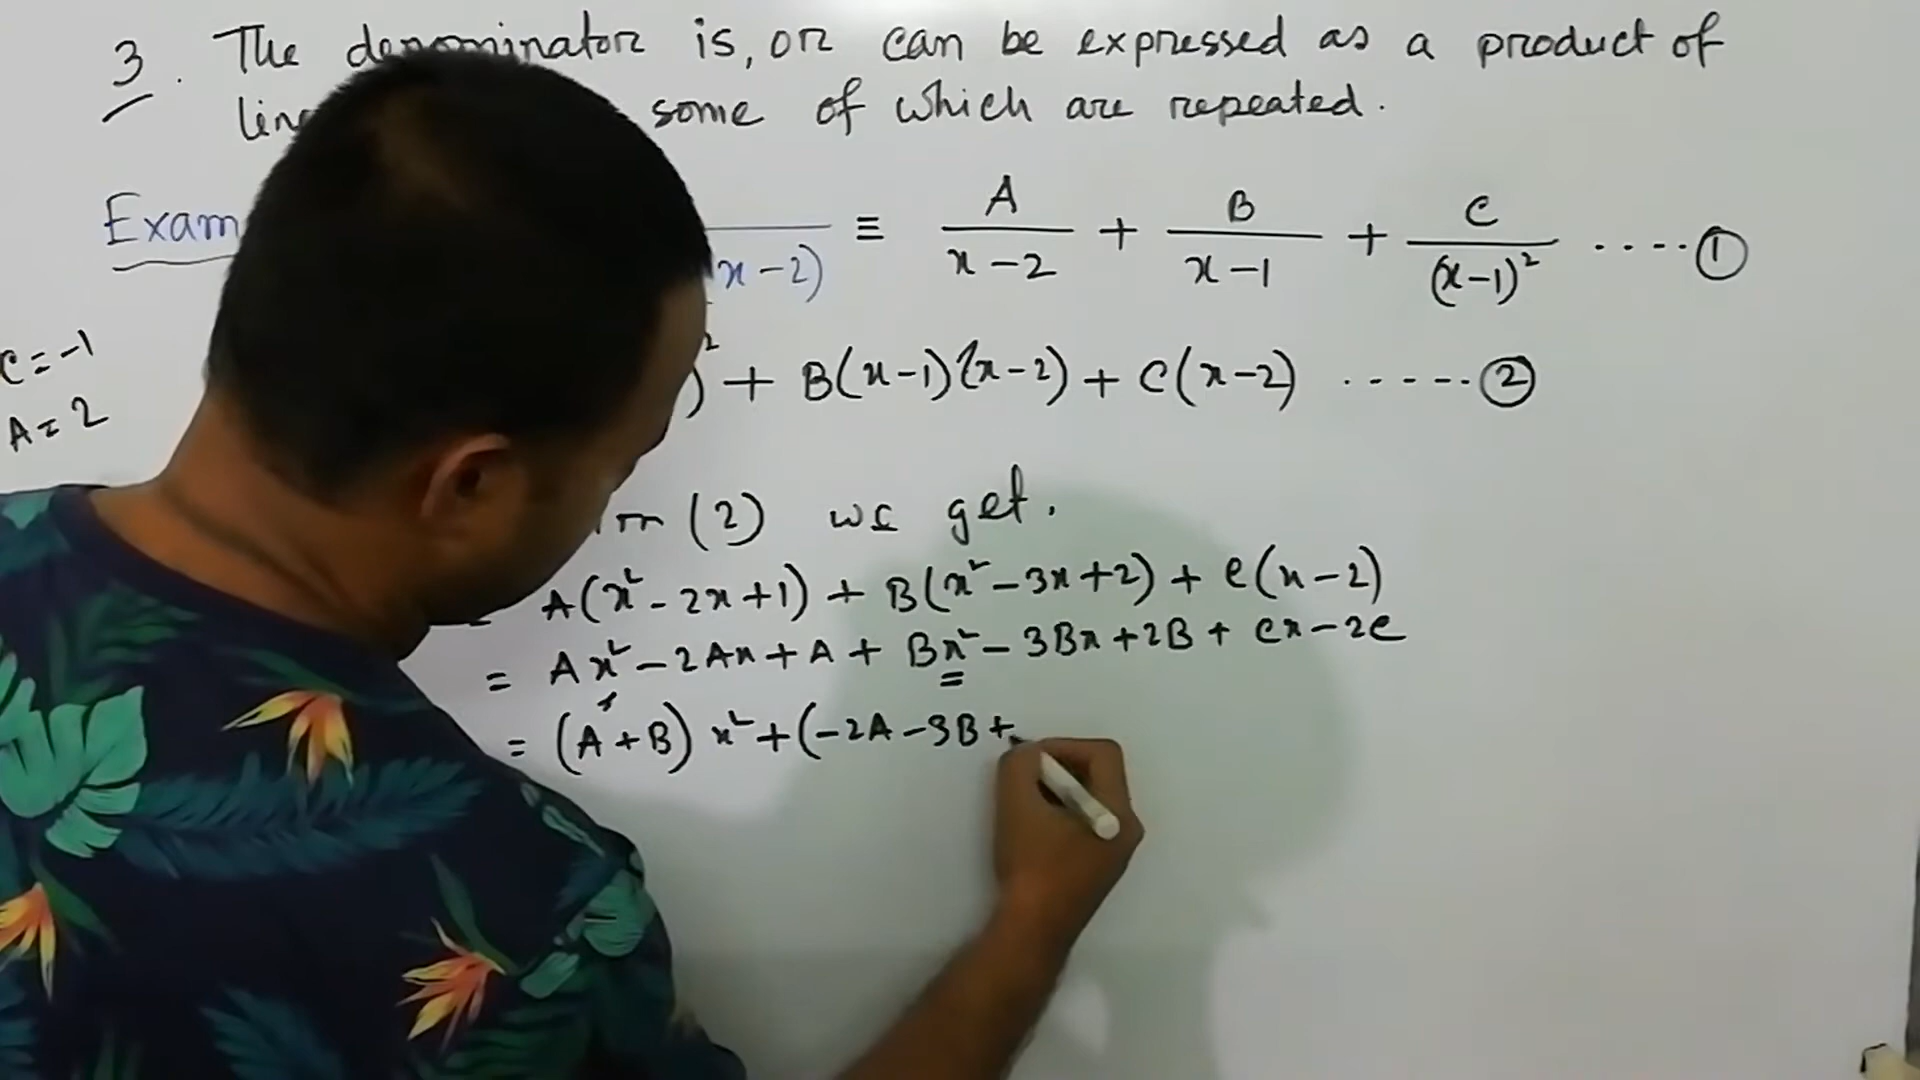 3. The denominator is, or can be expressed as a product of
some of which are repeated.
x-2) ≡ A/(x-2) + B/(x-1) + C/(x-1)² ....①
C=-1
)² + B(x-1)(x-2) + C(x-2) .....②
A=2
(2) we get.
A(x²-2x+1) + B(x²-3x+2) + C(x-2)
= Ax²-2Ax+A + Bx²-3Bx+2B + Cx-2C
= (A+B)x²+(-2A-3B+